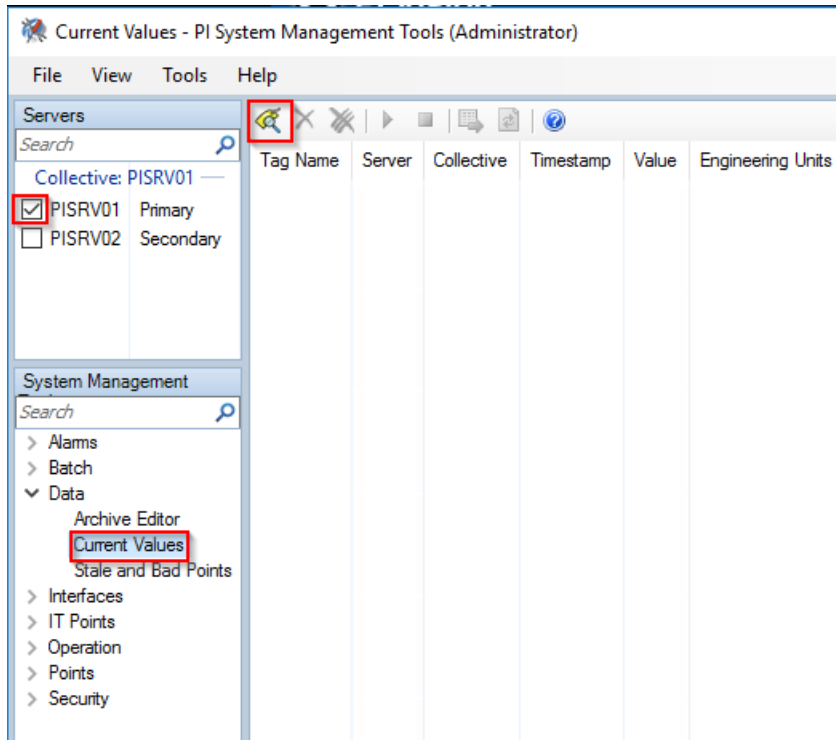 Current Values - PI System Management Tools (Administrator)
File View Tools Help
Servers
Search
Collective: PISRV01
PISRV01 Primary
PISRV02 Secondary
Tag Name Server Collective Timestamp Value Engineering Units
System Management
Search
Alarms
Batch
Data
Archive Editor
Current Values
Stale and Bad Points
Interfaces
IT Points
Operation
Points
Security